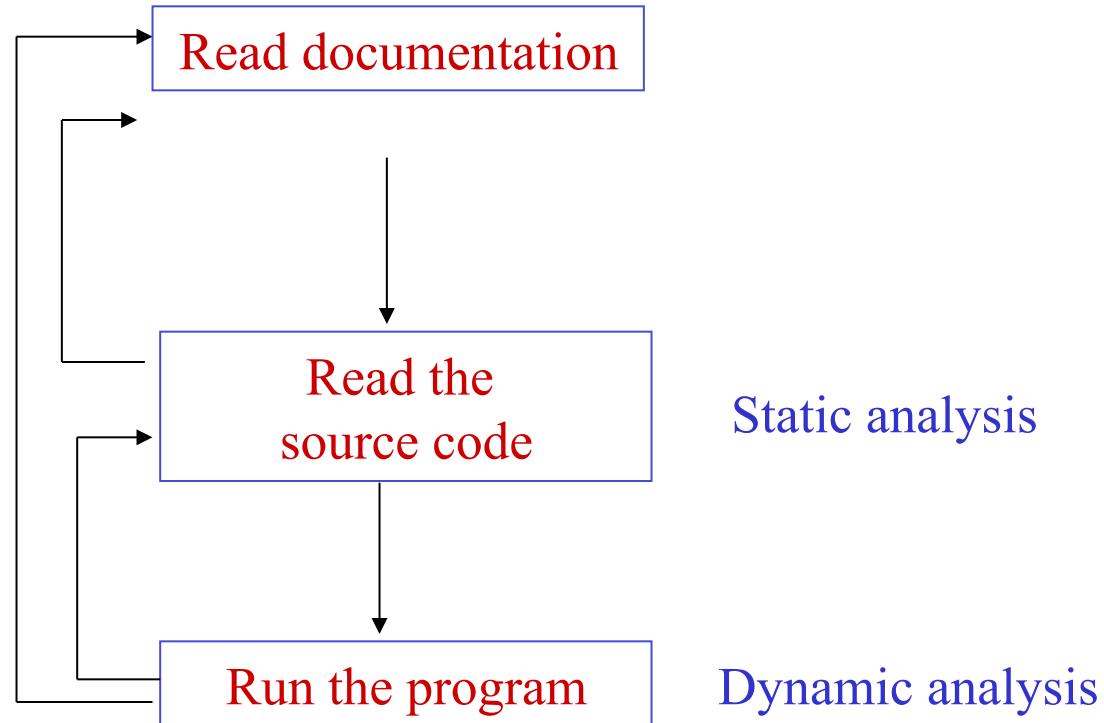 Read documentation
Read the
source code
Static analysis
Run the program
Dynamic analysis